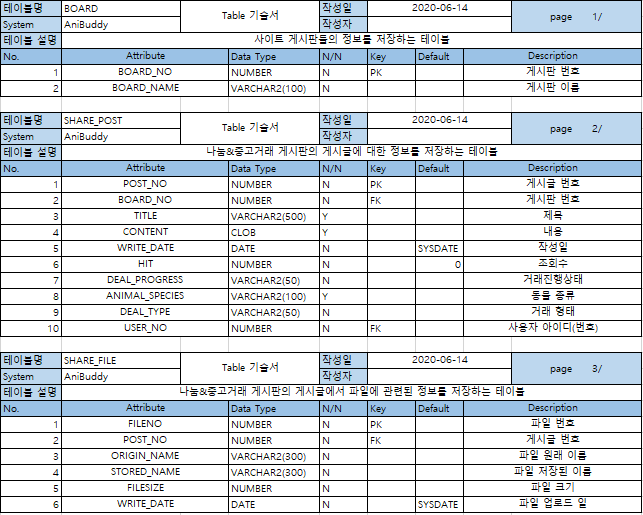 테이블명 BOARD Table 기술서 작성일 2020-06-14 page 1/
System AniBuddy 작성자
테이블 설명 사이트 게시판들의 정보를 저장하는 테이블
No. Attribute Data Type N/N Key Default Description
1 BOARD_NO NUMBER N PK 게시판 번호
2 BOARD_NAME VARCHAR2(100) N 게시판 이름
테이블명 SHARE_POST Table 기술서 작성일 2020-06-14 page 2/
System AniBuddy 작성자
테이블 설명 나눔&중고거래 게시판의 게시글에 대한 정보를 저장하는 테이블
No. Attribute Data Type N/N Key Default Description
1 POST_NO NUMBER N PK 게시글 번호
2 BOARD_NO NUMBER N FK 게시판 번호
3 TITLE VARCHAR2(500) Y 제목
4 CONTENT CLOB Y 내용
5 WRITE_DATE DATE N SYSDATE 작성일
6 HIT NUMBER N 0 조회수
7 DEAL_PROGRESS VARCHAR2(50) N 거래진행상태
8 ANIMAL_SPECIES VARCHAR2(100) Y 동물 종류
9 DEAL_TYPE VARCHAR2(50) N 거래 형태
10 USER_NO NUMBER N FK 사용자 아이디(번호)
테이블명 SHARE_FILE Table 기술서 작성일 2020-06-14 page 3/
System AniBuddy 작성자
테이블 설명 나눔&중고거래 게시판의 게시글에서 파일에 관련된 정보를 저장하는 테이블
No. Attribute Data Type N/N Key Default Description
1 FILENO NUMBER N PK 파일 번호
2 POST_NO NUMBER N FK 게시글 번호
3 ORIGIN_NAME VARCHAR2(300) N 파일 원래 이름
4 STORED_NAME VARCHAR2(300) N 파일 저장된 이름
5 FILESIZE NUMBER N 파일 크기
6 WRITE_DATE DATE N SYSDATE 파일 업로드 일